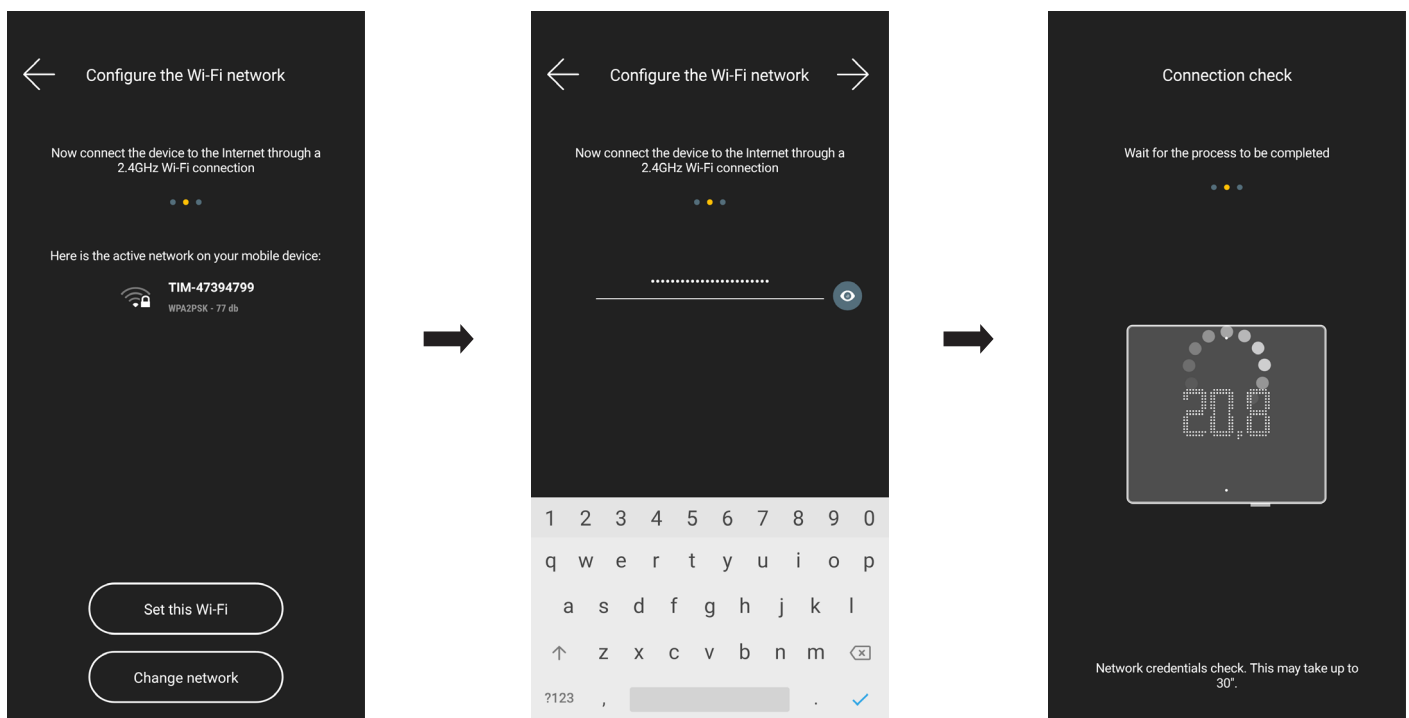 Configure the Wi-Fi network
Now connect the device to the Internet through a
2.4GHz Wi-Fi connection
Here is the active network on your mobile device:
TIM-47394799
WPA2PSK - 77 db
Set this Wi-Fi
Change network
Configure the Wi-Fi network
Now connect the device to the Internet through a
2.4GHz Wi-Fi connection
1 2 3 4 5 6 7 8 9 0
q w e r t y u i o p
a s d f g h j k l
z x c v b n m
?123 , .
Connection check
Wait for the process to be completed
20,8
Network credentials check. This may take up to
30".